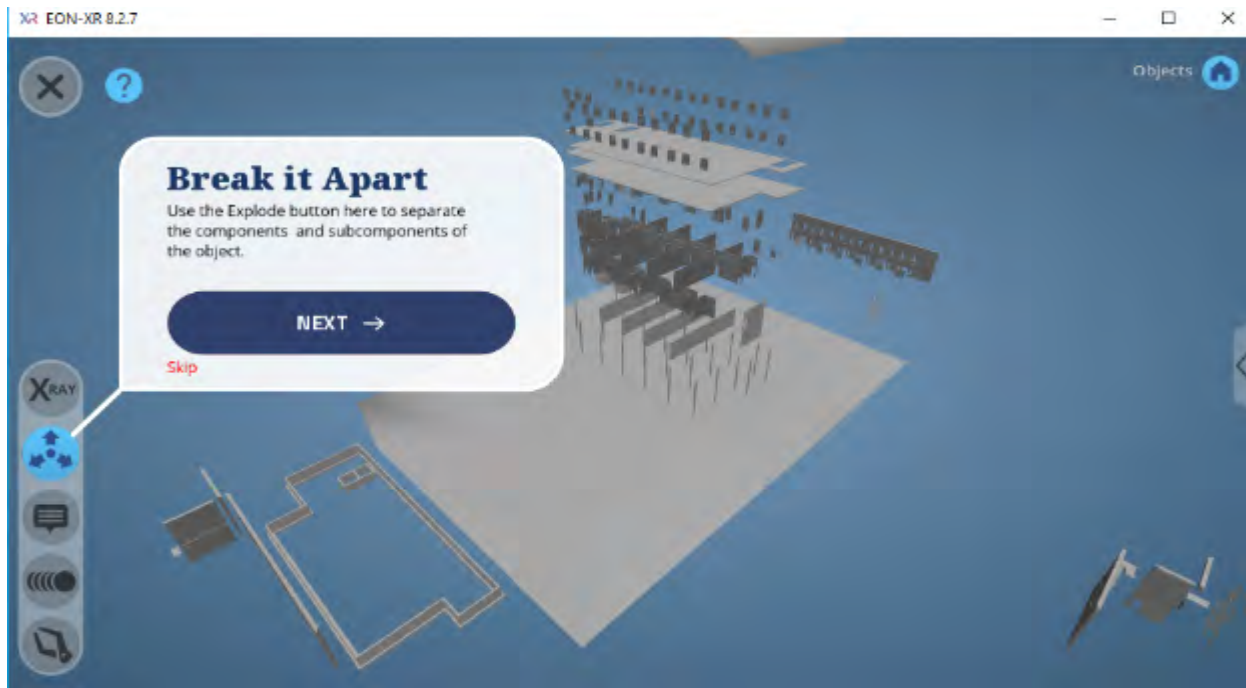 XR EON-XR 8.2.7
Objects
?
Break it Apart
Use the Explode button here to separate
the components and subcomponents of
the object.
NEXT →
Skip
XRAY